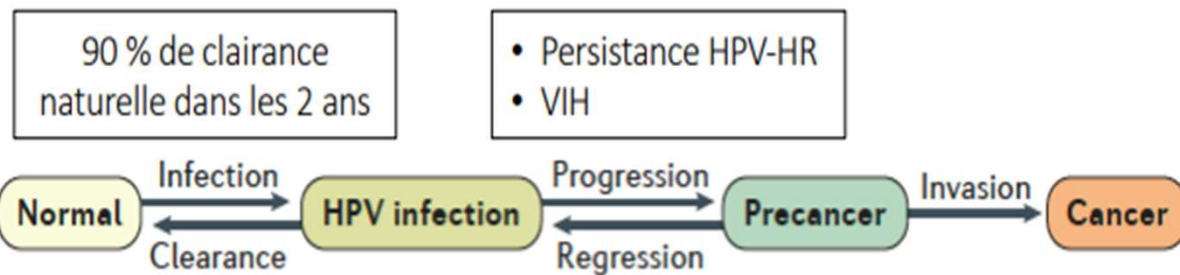 90 % de clairance
naturelle dans les 2 ans
• Persistance HPV-HR
• VIH
Infection
Progression
Invasion
Normal
HPV infection
Precancer
Cancer
Clearance
Regression